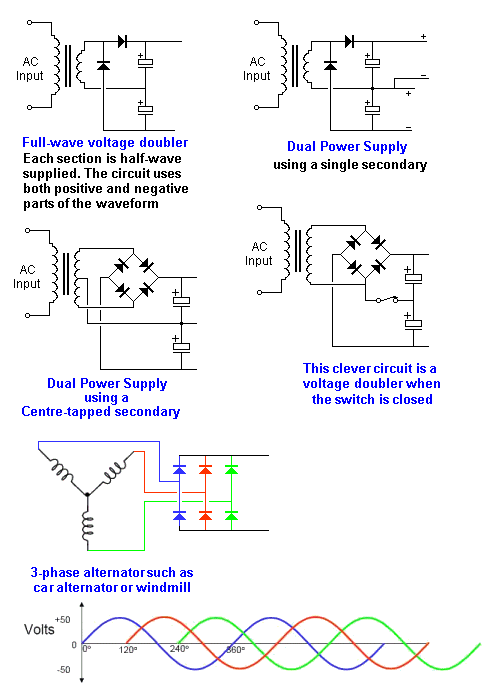 AC
Input
+
+
Full-wave voltage doubler
Each section is half-wave
supplied. The circuit uses
both positive and negative
parts of the waveform
AC
Input
+
+
+
−
+
−
Dual Power Supply
using a single secondary
AC
Input
+
+
Dual Power Supply
using a
Centre-tapped secondary
AC
Input
+
+
This clever circuit is a
voltage doubler when
the switch is closed
3-phase alternator such as
car alternator or windmill
Volts
+50
0
-50
0° 120° 240° 360°